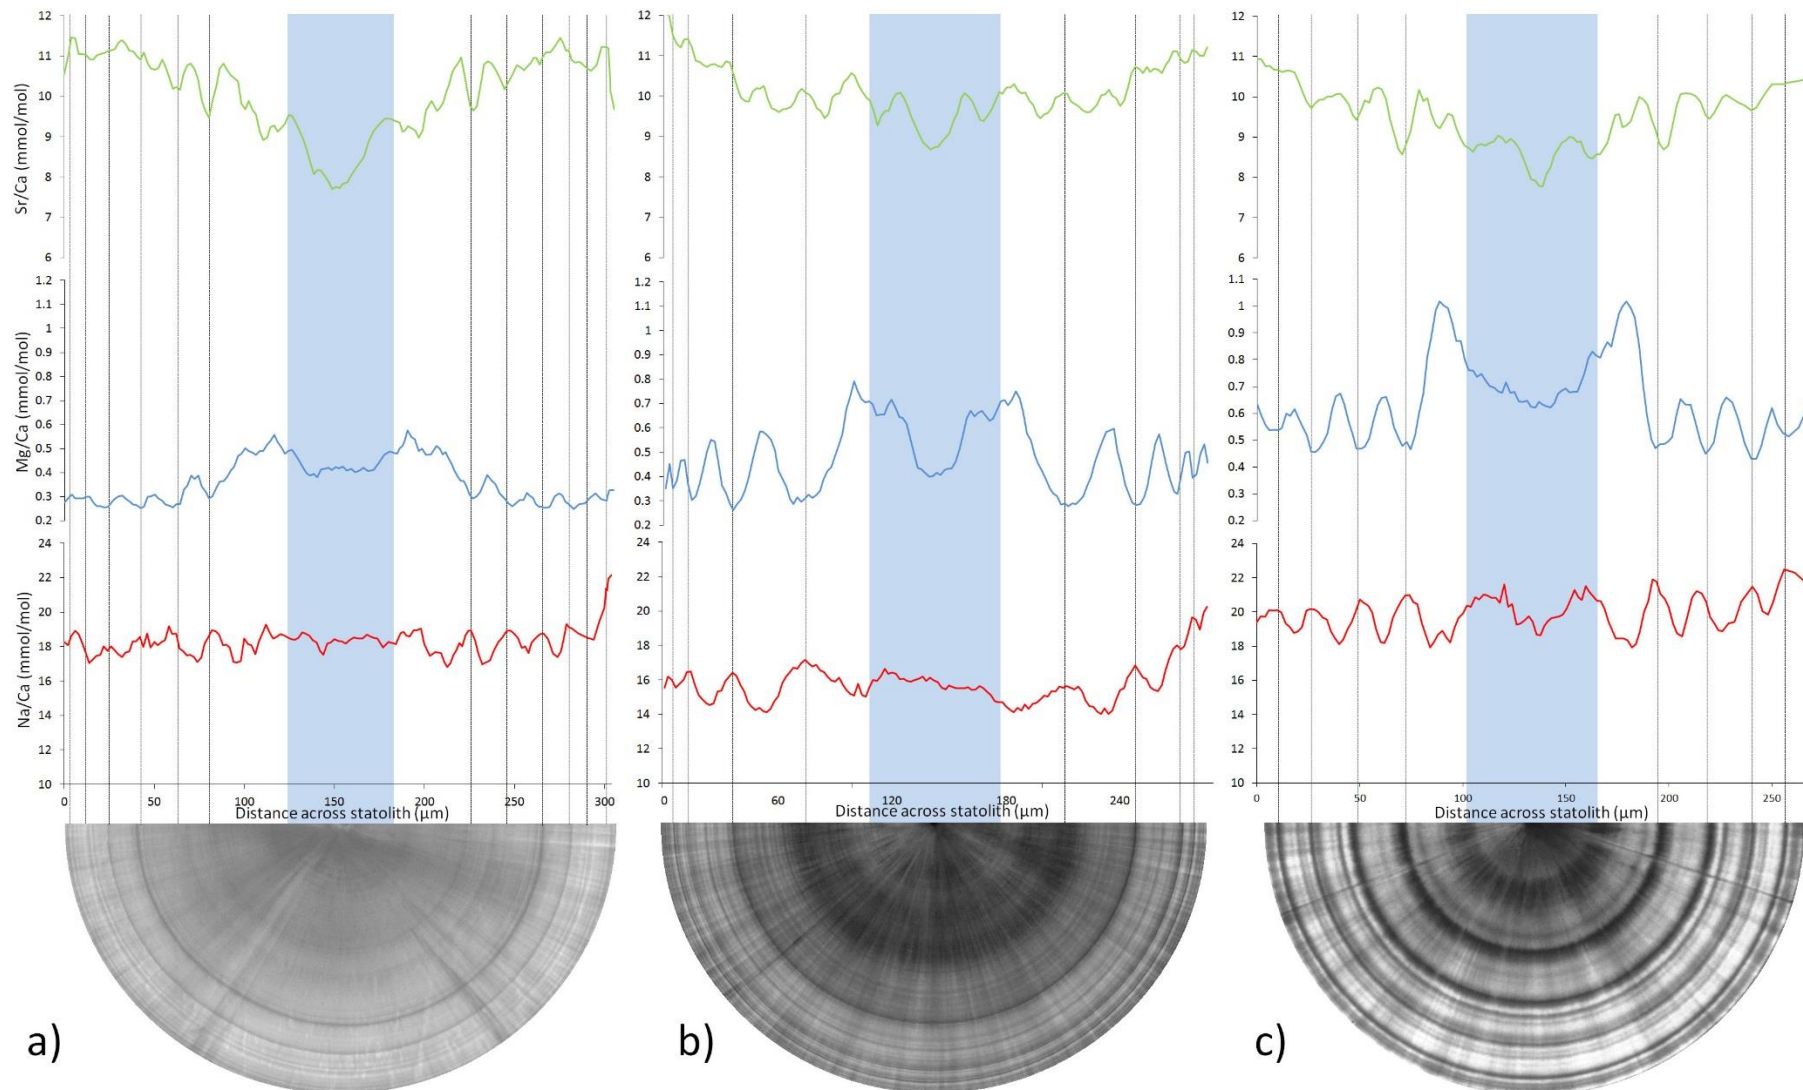 12 11 10 9 8 7 6
Sr/Ca (mmol/mol)
1.2 1.1 1 0.9 0.8 0.7 0.6 0.5 0.4 0.3 0.2
Mg/Ca (mmol/mol)
24 22 20 18 16 14 12 10
Na/Ca (mmol/mol)
0 50 100 150 200 250 300
Distance across statolith (µm)
a)
12 11 10 9 8 7 6
1.2 1.1 1 0.9 0.8 0.7 0.6 0.5 0.4 0.3 0.2
24 22 20 18 16 14 12 10
0 60 120 180 240
Distance across statolith (µm)
b)
12 11 10 9 8 7 6
1.1 1 0.9 0.8 0.7 0.6 0.5 0.4 0.3 0.2
24 22 20 18 16 14 12 10
0 50 100 150 200 250
Distance across statolith (µm)
c)